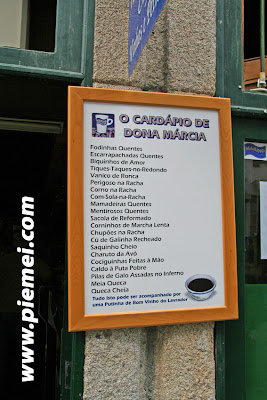 O CARDÁPIO DE
DONA MÁRCIA
Fodinhas Quentes
Escarrapachadas Quentes
Biquinhos de Amor
Tiques-Taques-no-Redondo
Vanico de Ronca
Perigoso na Racha
Corno na Racha
Com-Sola-na-Racha
Mamadeiras Quentes
Mentirosos Quentes
Sacola de Reformado
Corninhos de Marcha Lenta
Chupões na Racha
Cú de Galinha Recheado
Saquinho Cheio
Charuto da Avó
Cociguinhas Feitas à Mão
Caldo à Puta Pobre
Pilas de Galo Assadas no Inferno
Meia Queca
Queca Cheia
Tudo isto pode ser acompanhado por
uma Putinha de Bom Vinho do Lavrador
www.piemei.com